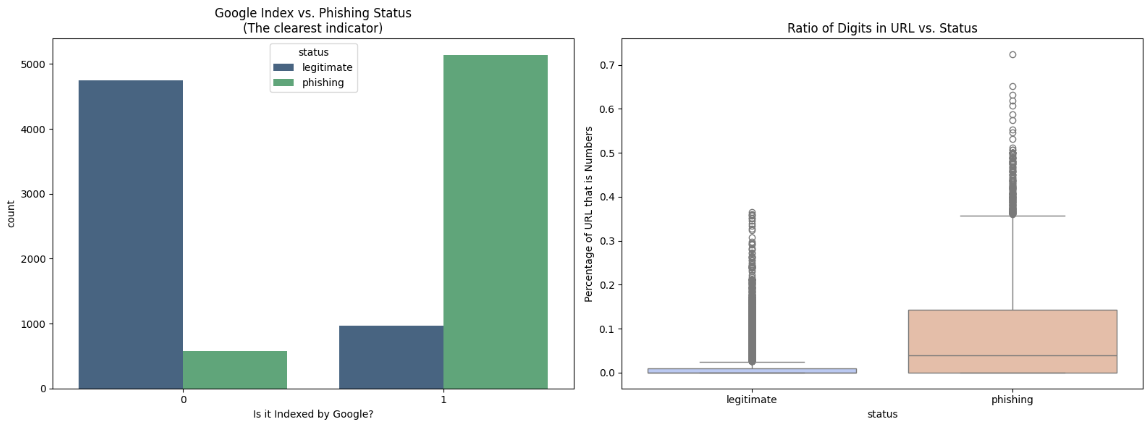 Google Index vs. Phishing Status
(The clearest indicator)
status
legitimate
phishing
5000
4000
3000
2000
1000
0
count
0
1
Is it Indexed by Google?
Ratio of Digits in URL vs. Status
0.7
0.6
0.5
0.4
0.3
0.2
0.1
0.0
Percentage of URL that is Numbers
legitimate
phishing
status